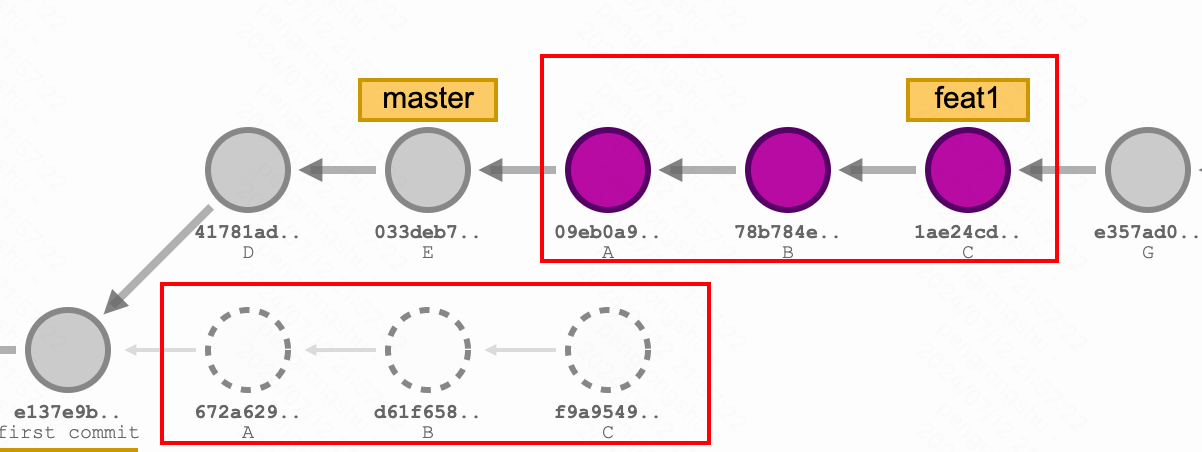 master
feat1
41781ad..
D
033deb7..
E
09eb0a9..
A
78b784e..
B
1ae24cd..
C
e357ad0..
G
e137e9b..
first commit
672a629..
A
d61f658..
B
f9a9549..
C